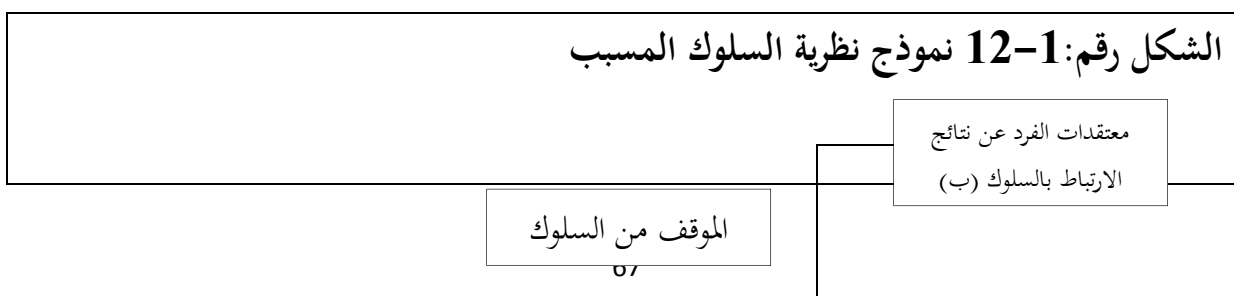 الشكل رقم:1-12 نموذج نظرية السلوك المسبب
معتقدات الفرد عن نتائج
الارتباط بالسلوك (ب)
الموقف من السلوك
67